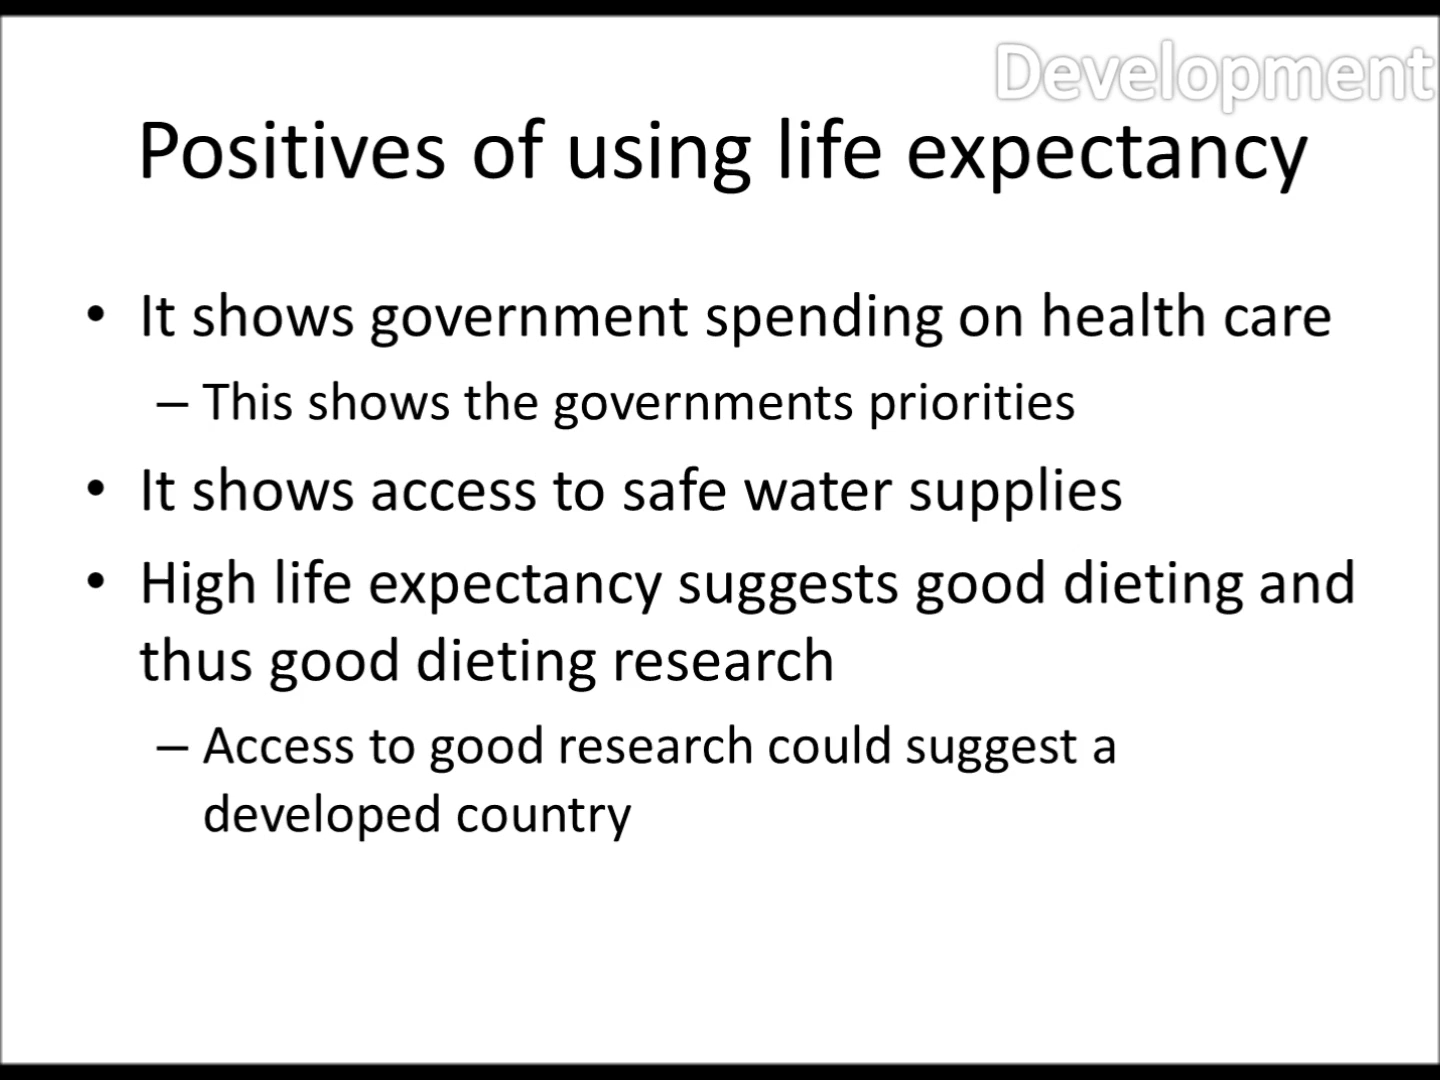 Development
Positives of using life expectancy
• It shows government spending on health care
– This shows the governments priorities
• It shows access to safe water supplies
• High life expectancy suggests good dieting and
thus good dieting research
– Access to good research could suggest a
developed country